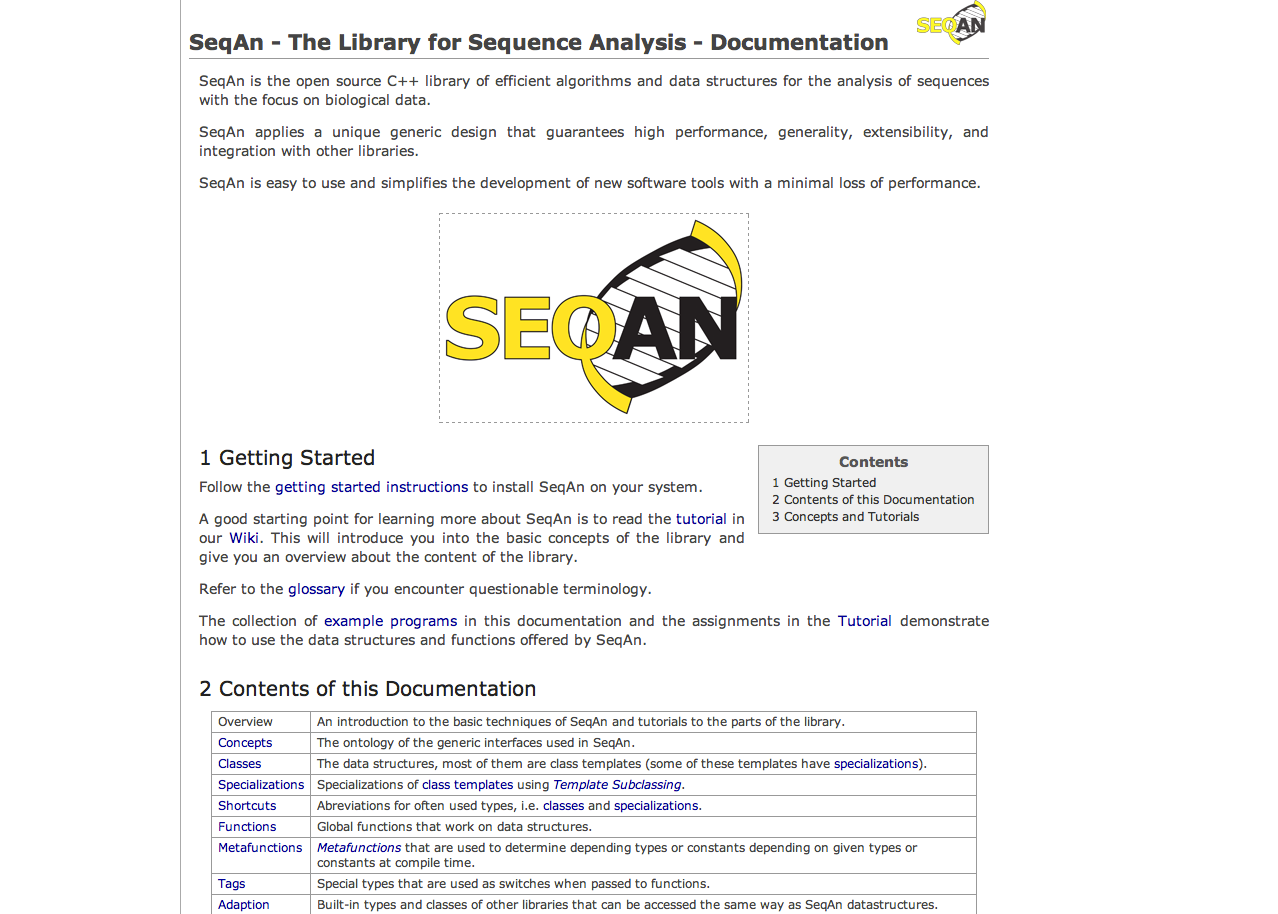 SeqAn - The Library for Sequence Analysis - Documentation
SEQAN
SeqAn is the open source C++ library of efficient algorithms and data structures for the analysis of sequences
with the focus on biological data.
SeqAn applies a unique generic design that guarantees high performance, generality, extensibility, and
integration with other libraries.
SeqAn is easy to use and simplifies the development of new software tools with a minimal loss of performance.
SEQAN
1 Getting Started
Follow the getting started instructions to install SeqAn on your system.
A good starting point for learning more about SeqAn is to read the tutorial in
our Wiki. This will introduce you into the basic concepts of the library and
give you an overview about the content of the library.
Refer to the glossary if you encounter questionable terminology.
The collection of example programs in this documentation and the assignments in the Tutorial demonstrate
how to use the data structures and functions offered by SeqAn.
Contents
1 Getting Started
2 Contents of this Documentation
3 Concepts and Tutorials
2 Contents of this Documentation
Overview An introduction to the basic techniques of SeqAn and tutorials to the parts of the library.
Concepts The ontology of the generic interfaces used in SeqAn.
Classes The data structures, most of them are class templates (some of these templates have specializations).
Specializations Specializations of class templates using Template Subclassing.
Shortcuts Abreviations for often used types, i.e. classes and specializations.
Functions Global functions that work on data structures.
Metafunctions Metafunctions that are used to determine depending types or constants depending on given types or
constants at compile time.
Tags Special types that are used as switches when passed to functions.
Adaption Built-in types and classes of other libraries that can be accessed the same way as SeqAn datastructures.